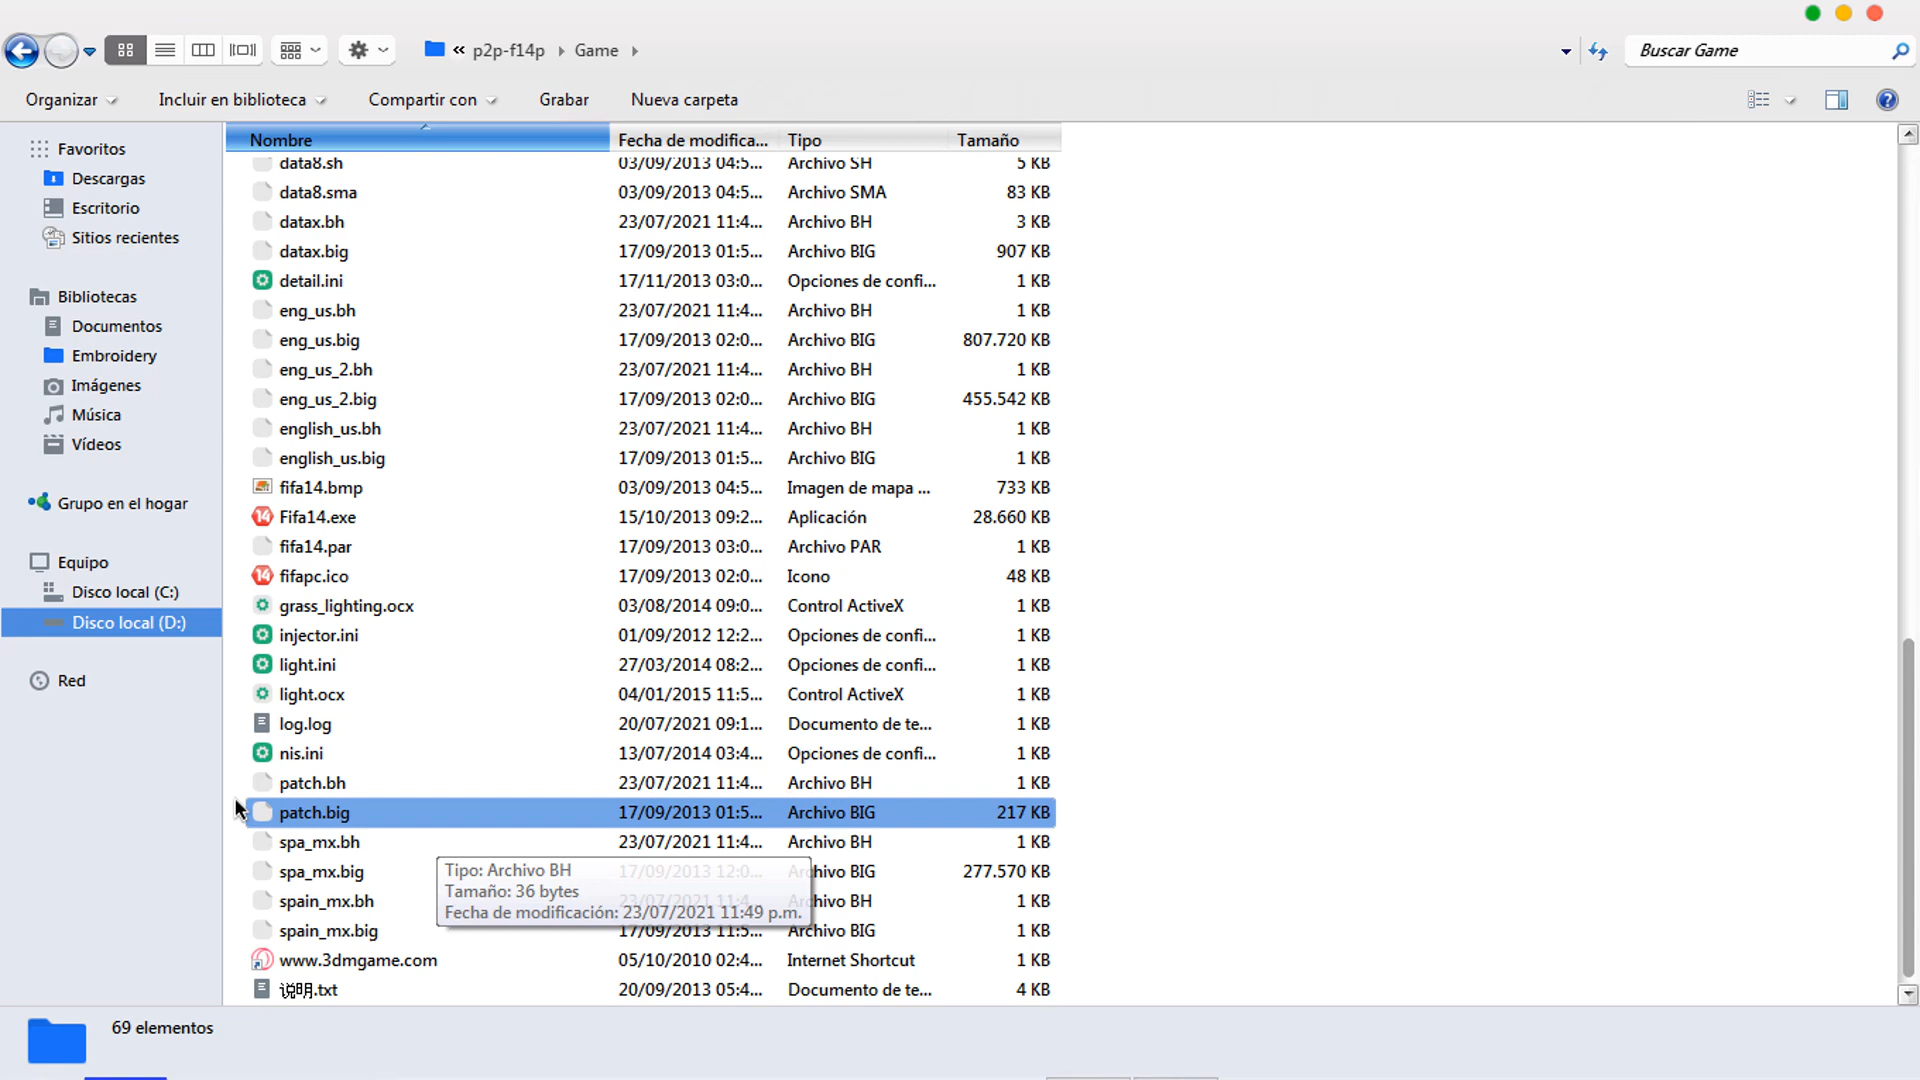 « p2p-f14p Game
Buscar Game
Organizar Incluir en biblioteca Compartir con Grabar Nueva carpeta
Favoritos
Descargas
Escritorio
Sitios recientes
Bibliotecas
Documentos
Embroidery
Imágenes
Música
Vídeos
Grupo en el hogar
Equipo
Disco local (C:)
Disco local (D:)
Red
Nombre Fecha de modifica... Tipo Tamaño
data8.sh 03/09/2013 04:5... Archivo SH 5 KB
data8.sma 03/09/2013 04:5... Archivo SMA 83 KB
datax.bh 23/07/2021 11:4... Archivo BH 3 KB
datax.big 17/09/2013 01:5... Archivo BIG 907 KB
detail.ini 17/11/2013 03:0... Opciones de confi... 1 KB
eng_us.bh 23/07/2021 11:4... Archivo BH 1 KB
eng_us.big 17/09/2013 02:0... Archivo BIG 807.720 KB
eng_us_2.bh 23/07/2021 11:4... Archivo BH 1 KB
eng_us_2.big 17/09/2013 02:0... Archivo BIG 455.542 KB
english_us.bh 23/07/2021 11:4... Archivo BH 1 KB
english_us.big 17/09/2013 01:5... Archivo BIG 1 KB
fifa14.bmp 03/09/2013 04:5... Imagen de mapa ... 733 KB
Fifa14.exe 15/10/2013 09:2... Aplicación 28.660 KB
fifa14.par 17/09/2013 03:0... Archivo PAR 1 KB
fifapc.ico 17/09/2013 02:0... Icono 48 KB
grass_lighting.ocx 03/08/2014 09:0... Control ActiveX 1 KB
injector.ini 01/09/2012 12:2... Opciones de confi... 1 KB
light.ini 27/03/2014 08:2... Opciones de confi... 1 KB
light.ocx 04/01/2015 11:5... Control ActiveX 1 KB
log.log 20/07/2021 09:1... Documento de te... 1 KB
nis.ini 13/07/2014 03:4... Opciones de confi... 1 KB
patch.bh 23/07/2021 11:4... Archivo BH 1 KB
patch.big 17/09/2013 01:5... Archivo BIG 217 KB
spa_mx.bh 23/07/2021 11:4... Archivo BH 1 KB
spa_mx.big 17/09/2013 12:0... Archivo BIG 277.570 KB
spain_mx.bh 23/07/2021 11:4... Archivo BH 1 KB
spain_mx.big 17/09/2013 11:5... Archivo BIG 1 KB
www.3dmgame.com 05/10/2010 02:4... Internet Shortcut 1 KB
说明.txt 20/09/2013 05:4... Documento de te... 4 KB
Tipo: Archivo BH
Tamaño: 36 bytes
Fecha de modificación: 23/07/2021 11:49 p.m.
69 elementos